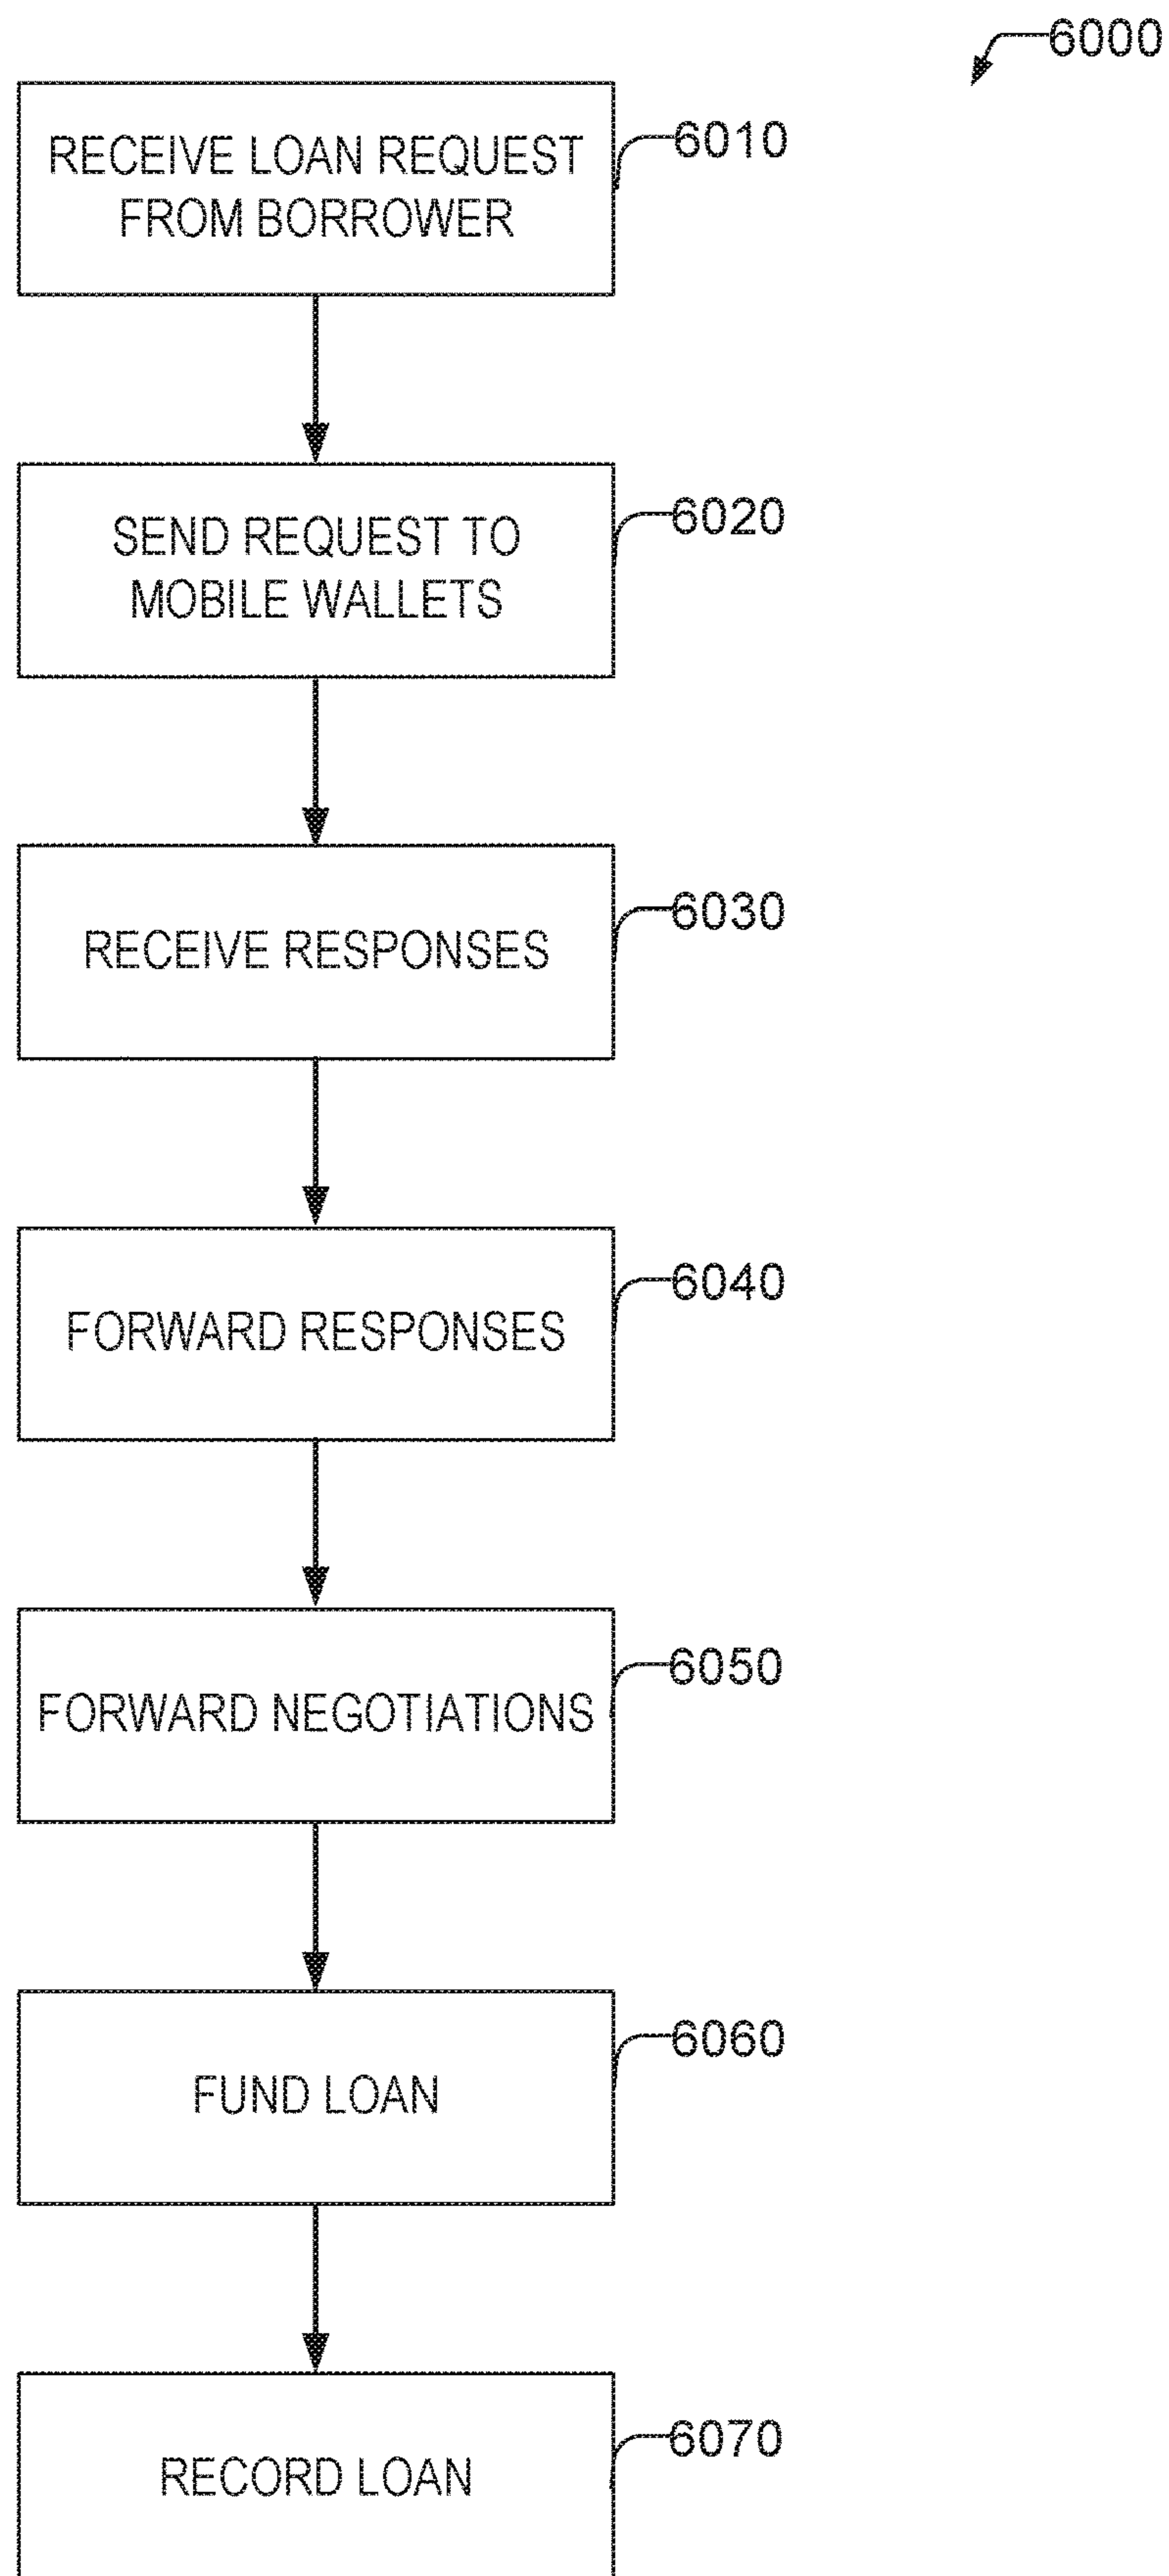 6000
RECEIVE LOAN REQUEST
FROM BORROWER
6010
SEND REQUEST TO
MOBILE WALLETS
6020
RECEIVE RESPONSES
6030
FORWARD RESPONSES
6040
FORWARD NEGOTIATIONS
6050
FUND LOAN
6060
RECORD LOAN
6070